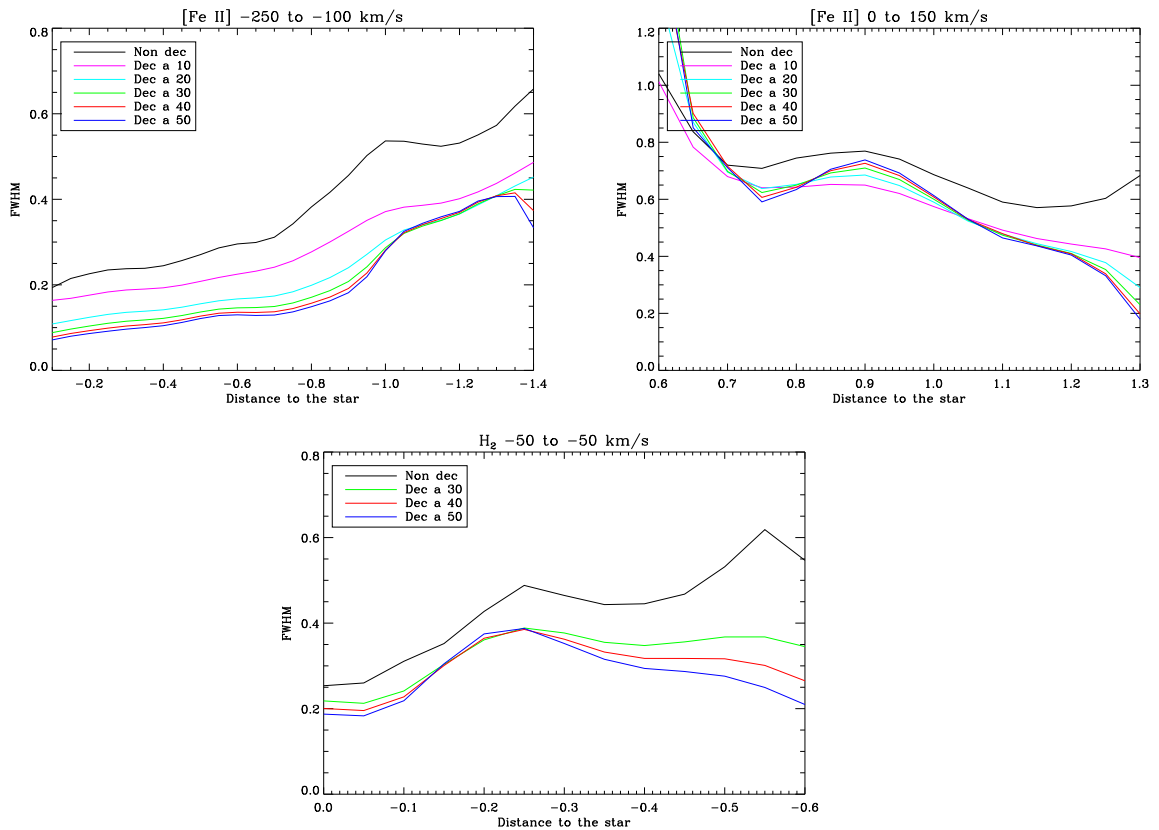 [Fe II] −250 to −100 km/s
0.8
0.6
0.4
0.2
0.0
FWHM
Non dec
Dec a 10
Dec a 20
Dec a 30
Dec a 40
Dec a 50
−0.2 −0.4 −0.6 −0.8 −1.0 −1.2 −1.4
Distance to the star
[Fe II] 0 to 150 km/s
1.2
1.0
0.8
0.6
0.4
0.2
0.0
FWHM
Non dec
Dec a 10
Dec a 20
Dec a 30
Dec a 40
Dec a 50
0.6 0.7 0.8 0.9 1.0 1.1 1.2 1.3
Distance to the star
H₂ −50 to −50 km/s
0.8
0.6
0.4
0.2
0.0
FWHM
Non dec
Dec a 30
Dec a 40
Dec a 50
0.0 −0.1 −0.2 −0.3 −0.4 −0.5 −0.6
Distance to the star